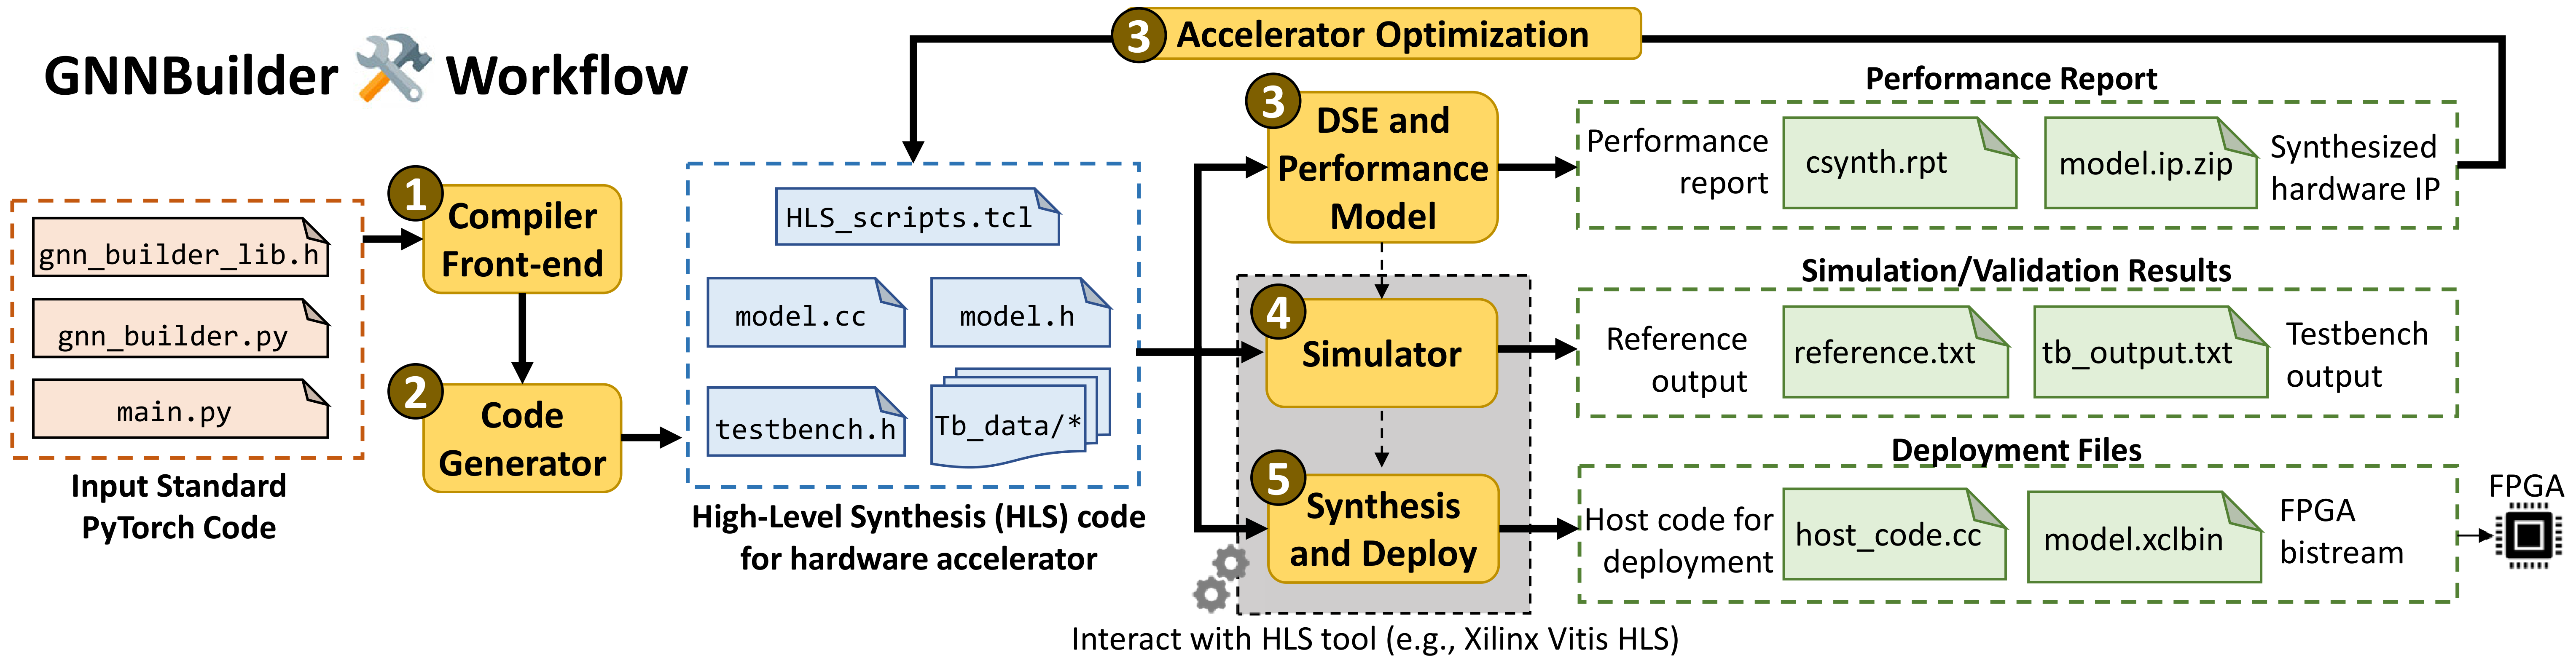 GNNBuilder Workflow
3 Accelerator Optimization
gnn_builder_lib.h
gnn_builder.py
main.py
Input Standard
PyTorch Code
1
Compiler
Front-end
2
Code
Generator
HLS_scripts.tcl
model.cc
model.h
testbench.h
Tb_data/*
High-Level Synthesis (HLS) code
for hardware accelerator
3
DSE and
Performance
Model
4
Simulator
5
Synthesis
and Deploy
Interact with HLS tool (e.g., Xilinx Vitis HLS)
Performance Report
Performance
report
csynth.rpt
model.ip.zip
Synthesized
hardware IP
Simulation/Validation Results
Reference
output
reference.txt
tb_output.txt
Testbench
output
Deployment Files
Host code for
deployment
host_code.cc
model.xclbin
FPGA
bistream
FPGA